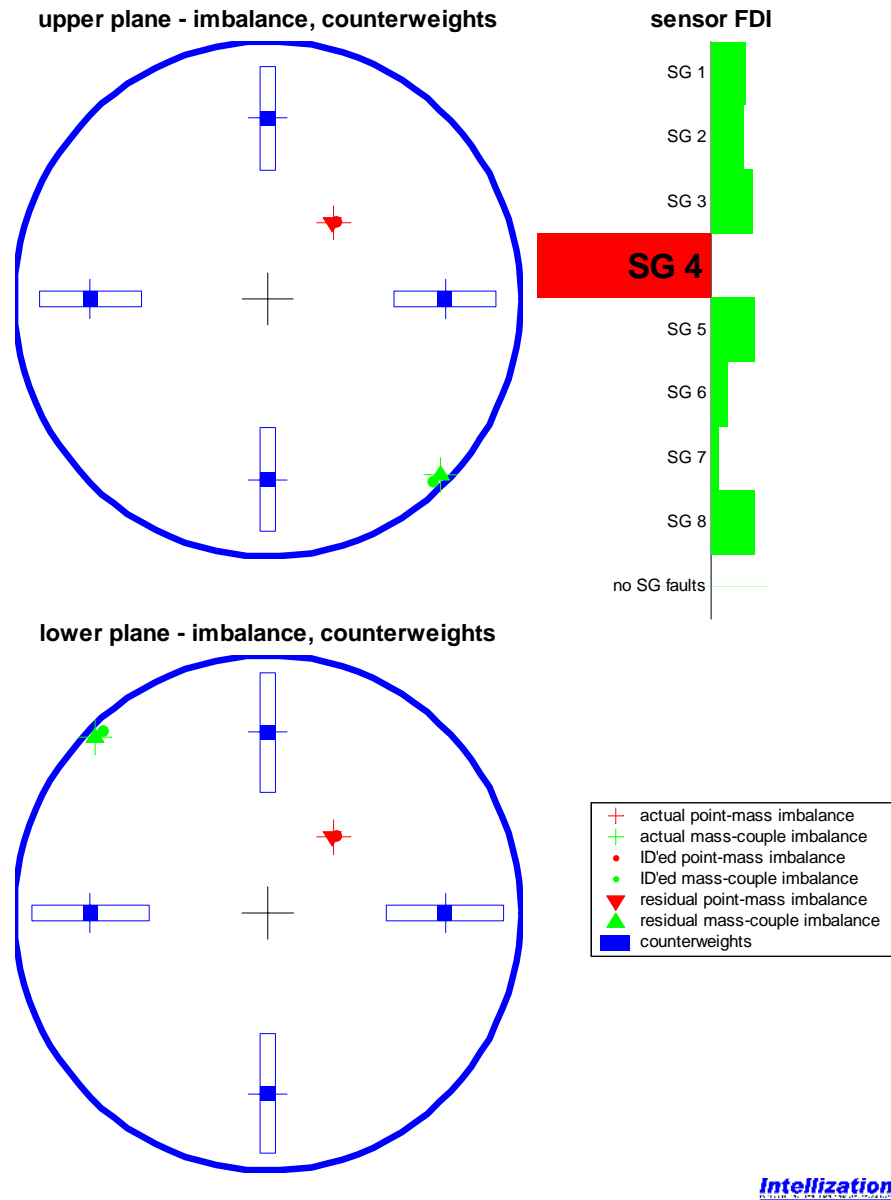 upper plane - imbalance, counterweights
sensor FDI
SG 1
SG 2
SG 3
SG 4
SG 5
SG 6
SG 7
SG 8
no SG faults
lower plane - imbalance, counterweights
actual point-mass imbalance
actual mass-couple imbalance
ID'ed point-mass imbalance
ID'ed mass-couple imbalance
residual point-mass imbalance
residual mass-couple imbalance
counterweights
Intellization